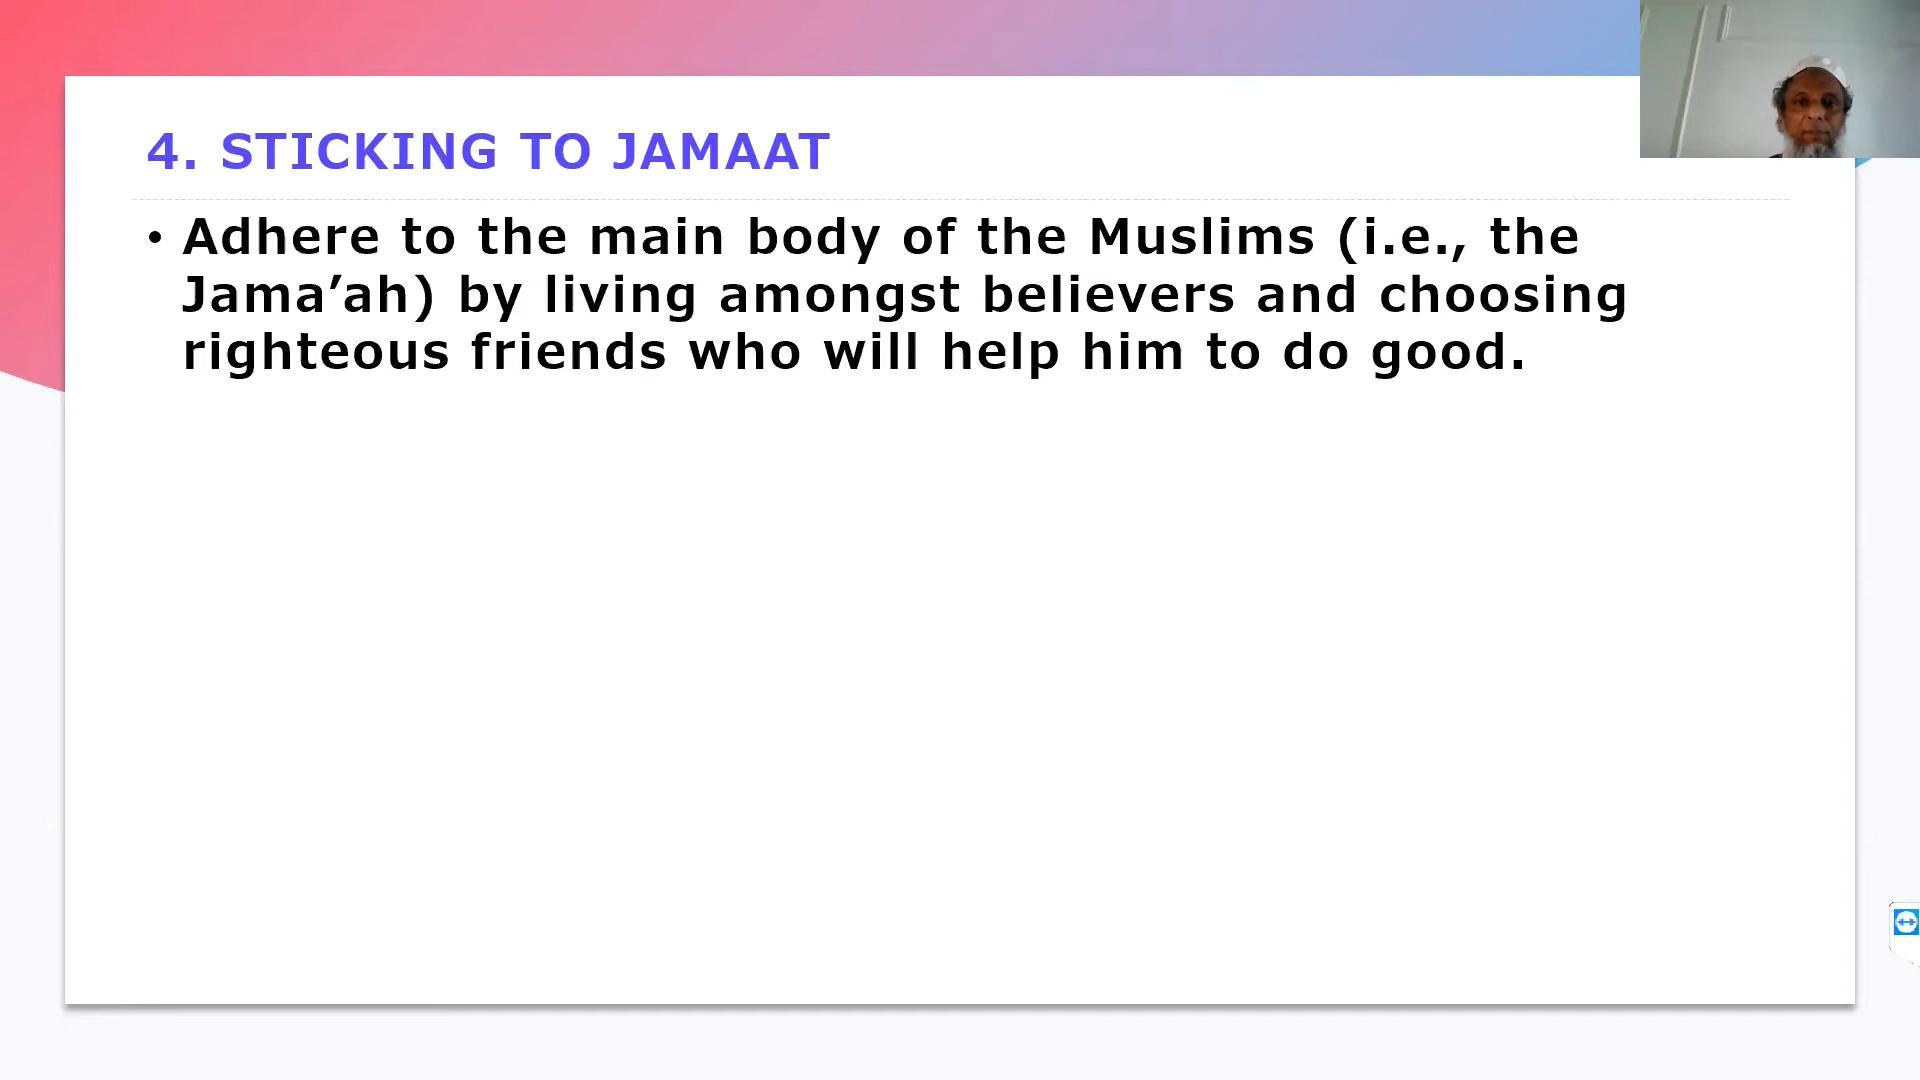 4. STICKING TO JAMAAT
• Adhere to the main body of the Muslims (i.e., the
Jama’ah) by living amongst believers and choosing
righteous friends who will help him to do good.